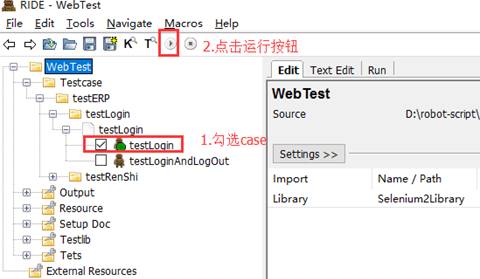 RIDE - WebTest
File Edit Tools Navigate Macros Help
K T
2.点击运行按钮
WebTest
Testcase
testERP
testLogin
testLogin
1.勾选case
testLogin
testLoginAndLogOut
testRenShi
Output
Resource
Setup Doc
Testlib
Tets
External Resources
Edit Text Edit Run
WebTest
Source D:\robot-script\
Settings >>
Import Name / Path
Library Selenium2Library